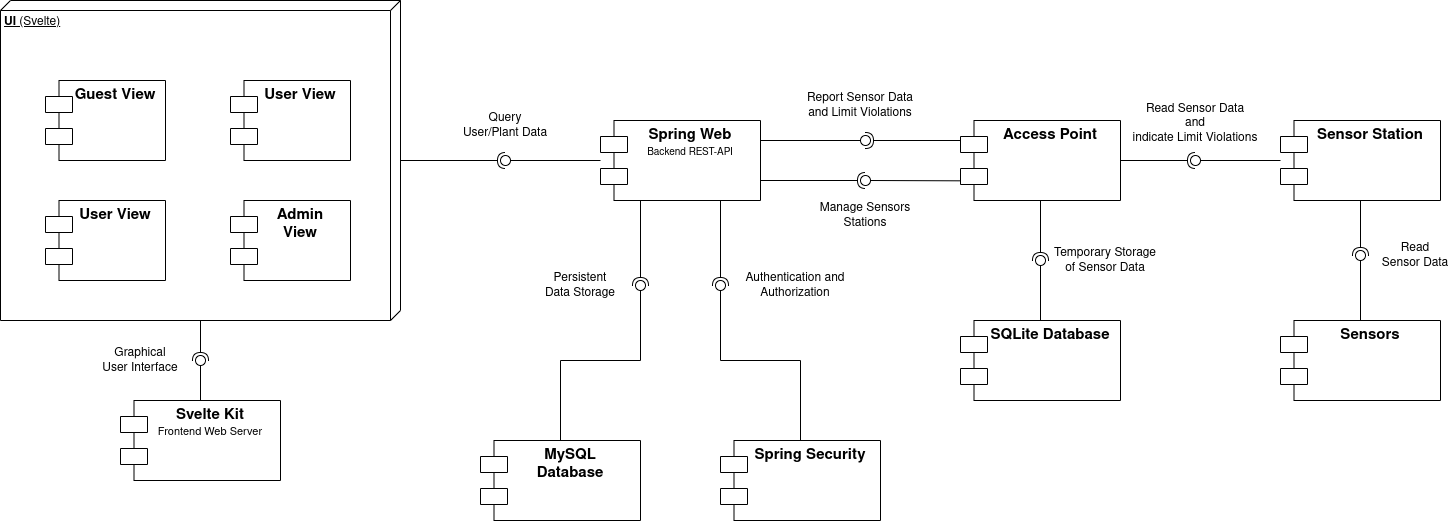 UI (Svelte)
Guest View
User View
User View
Admin
View
Graphical
User Interface
Svelte Kit
Frontend Web Server
Query
User/Plant Data
Spring Web
Backend REST-API
Persistent
Data Storage
Authentication and
Authorization
MySQL
Database
Spring Security
Report Sensor Data
and Limit Violations
Manage Sensors
Stations
Access Point
Temporary Storage
of Sensor Data
SQLite Database
Read Sensor Data
and
indicate Limit Violations
Sensor Station
Read
Sensor Data
Sensors